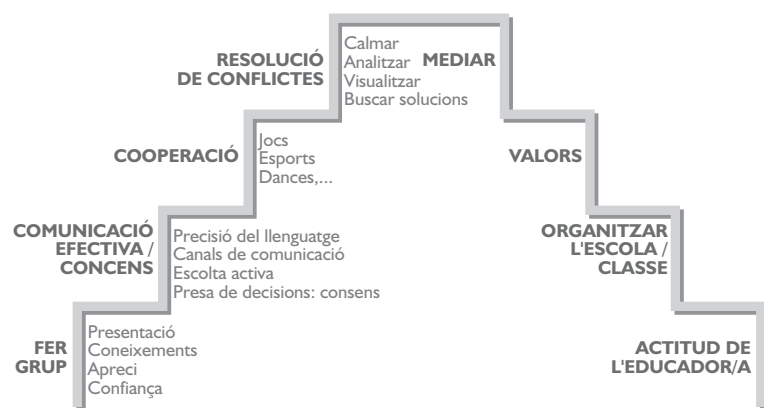 RESOLUCIÓ
DE CONFLICTES
Calmar
Analitzar
Visualitzar
Buscar solucions
MEDIAR
COOPERACIÓ
Jocs
Esports
Dances,...
VALORS
COMUNICACIÓ
EFECTIVA /
CONCENS
Precisió del llenguatge
Canals de comunicació
Escolta activa
Presa de decisions: consens
ORGANITZAR
L'ESCOLA /
CLASSE
FER
GRUP
Presentació
Coneixements
Apreci
Confiança
ACTITUD DE
L'EDUCADOR/A